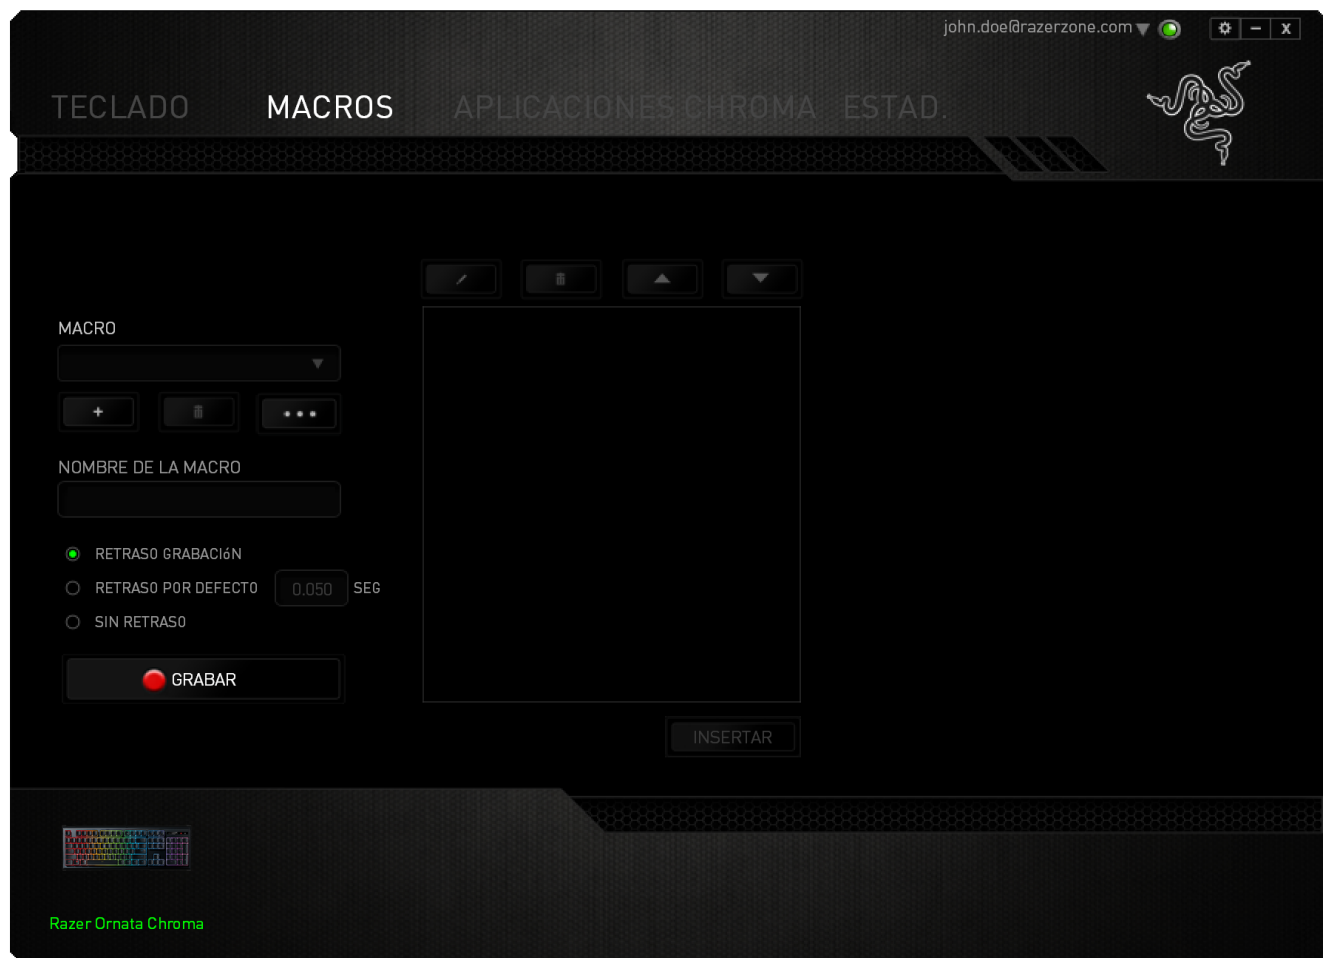 john.doe@razerzone.com
TECLADO MACROS APLICACIONES CHROMA ESTAD.
MACRO
NOMBRE DE LA MACRO
RETRASO GRABACIóN
RETRASO POR DEFECTO 0.050 SEG
SIN RETRASO
GRABAR
INSERTAR
Razer Ornata Chroma